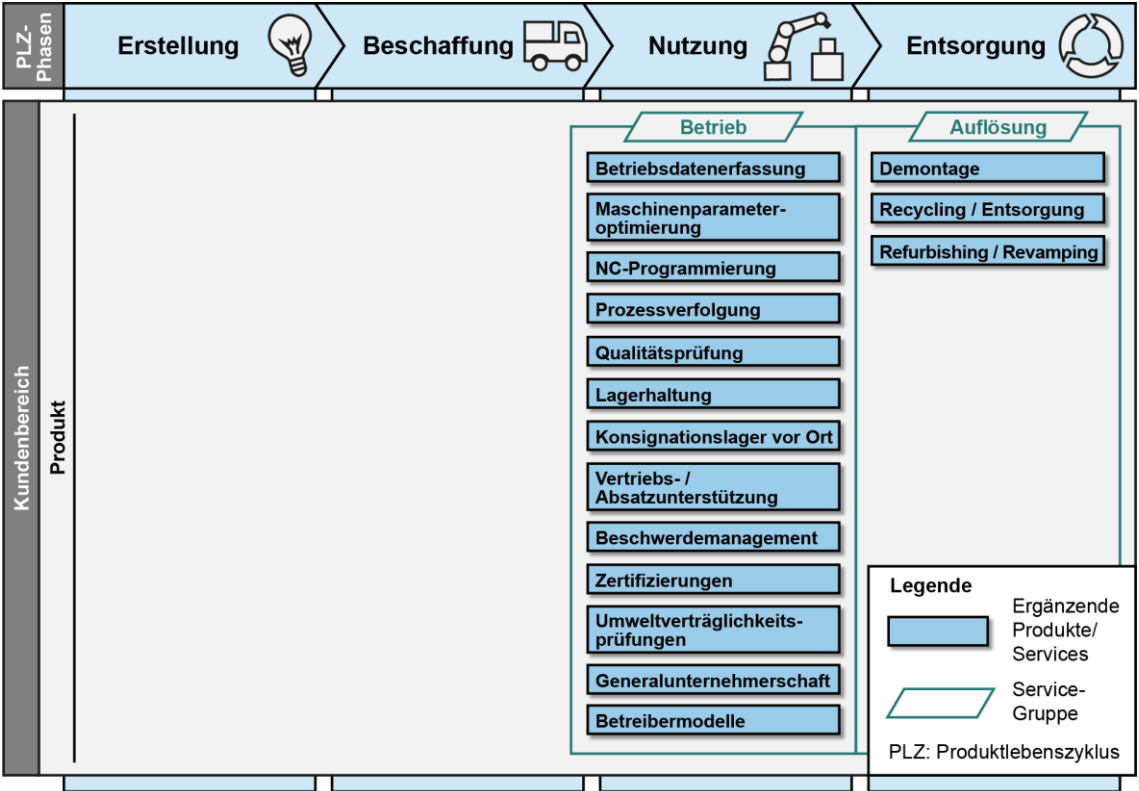 PLZ-
Phasen
Erstellung
Beschaffung
Nutzung
Entsorgung
Kundenbereich
Produkt
Betrieb
Betriebsdatenerfassung
Maschinenparameter-
optimierung
NC-Programmierung
Prozessverfolgung
Qualitätsprüfung
Lagerhaltung
Konsignationslager vor Ort
Vertriebs- /
Absatzunterstützung
Beschwerdemanagement
Zertifizierungen
Umweltverträglichkeits-
prüfungen
Generalunternehmerschaft
Betreibermodelle
Auflösung
Demontage
Recycling / Entsorgung
Refurbishing / Revamping
Legende
Ergänzende
Produkte/
Services
Service-
Gruppe
PLZ: Produktlebenszyklus